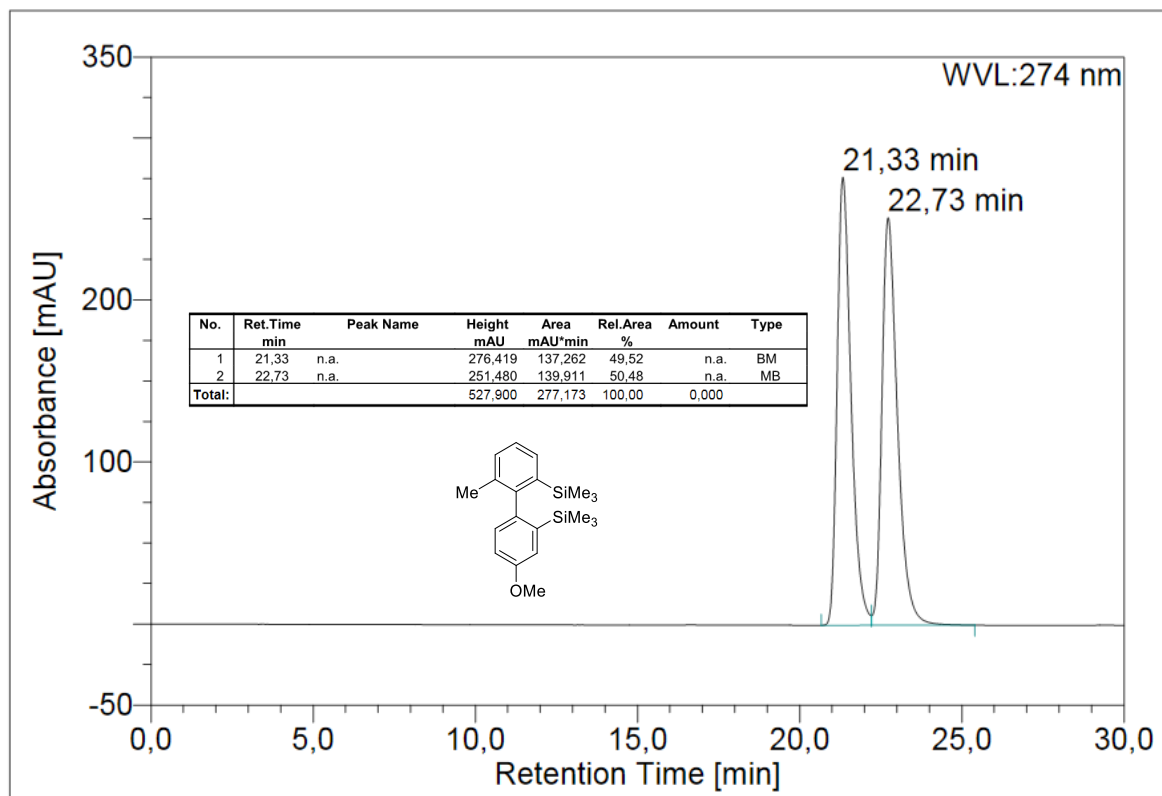 350
WVL:274 nm
21,33 min
22,73 min
Absorbance [mAU]
200
No. Ret.Time Peak Name Height Area Rel.Area Amount Type
min mAU mAU*min %
1 21,33 n.a. 276,419 137,262 49,52 n.a. BM
2 22,73 n.a. 251,480 139,911 50,48 n.a. MB
Total: 527,900 277,173 100,00 0,000
100
Me SiMe3
SiMe3
OMe
-50
0,0 5,0 10,0 15,0 20,0 25,0 30,0
Retention Time [min]